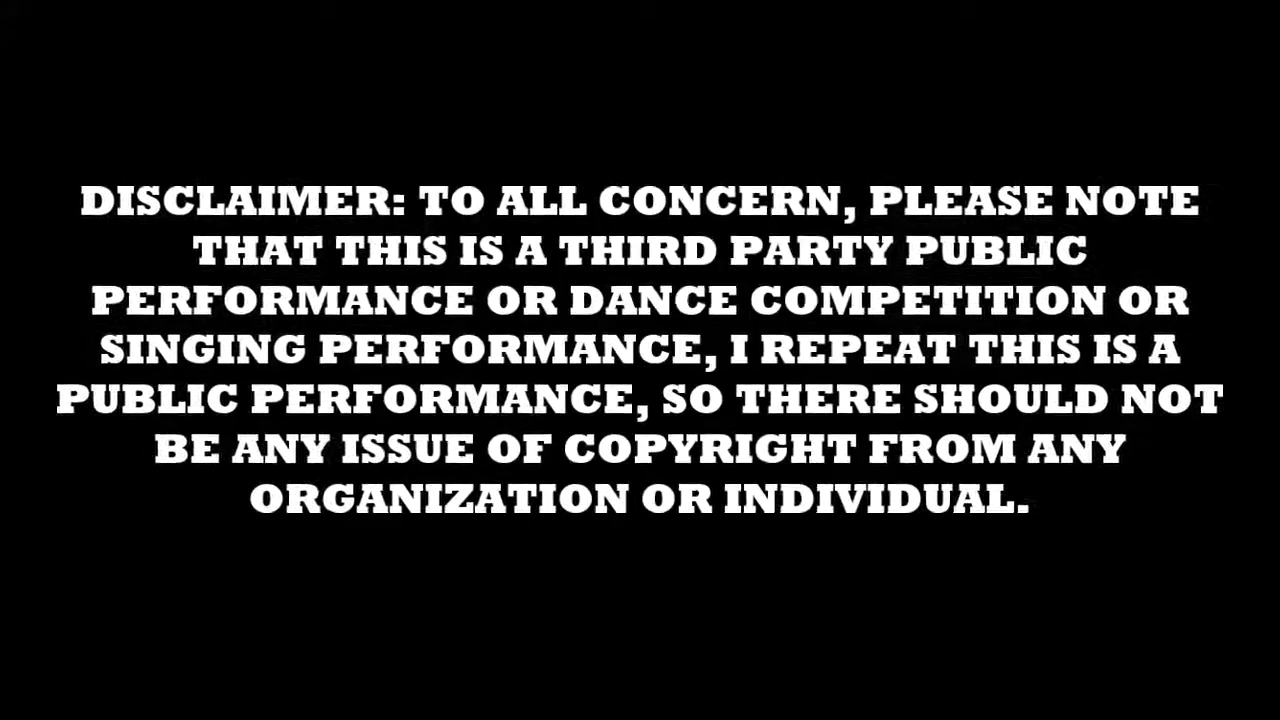 DISCLAIMER: TO ALL CONCERN, PLEASE NOTE
THAT THIS IS A THIRD PARTY PUBLIC
PERFORMANCE OR DANCE COMPETITION OR
SINGING PERFORMANCE, I REPEAT THIS IS A
PUBLIC PERFORMANCE, SO THERE SHOULD NOT
BE ANY ISSUE OF COPYRIGHT FROM ANY
ORGANIZATION OR INDIVIDUAL.